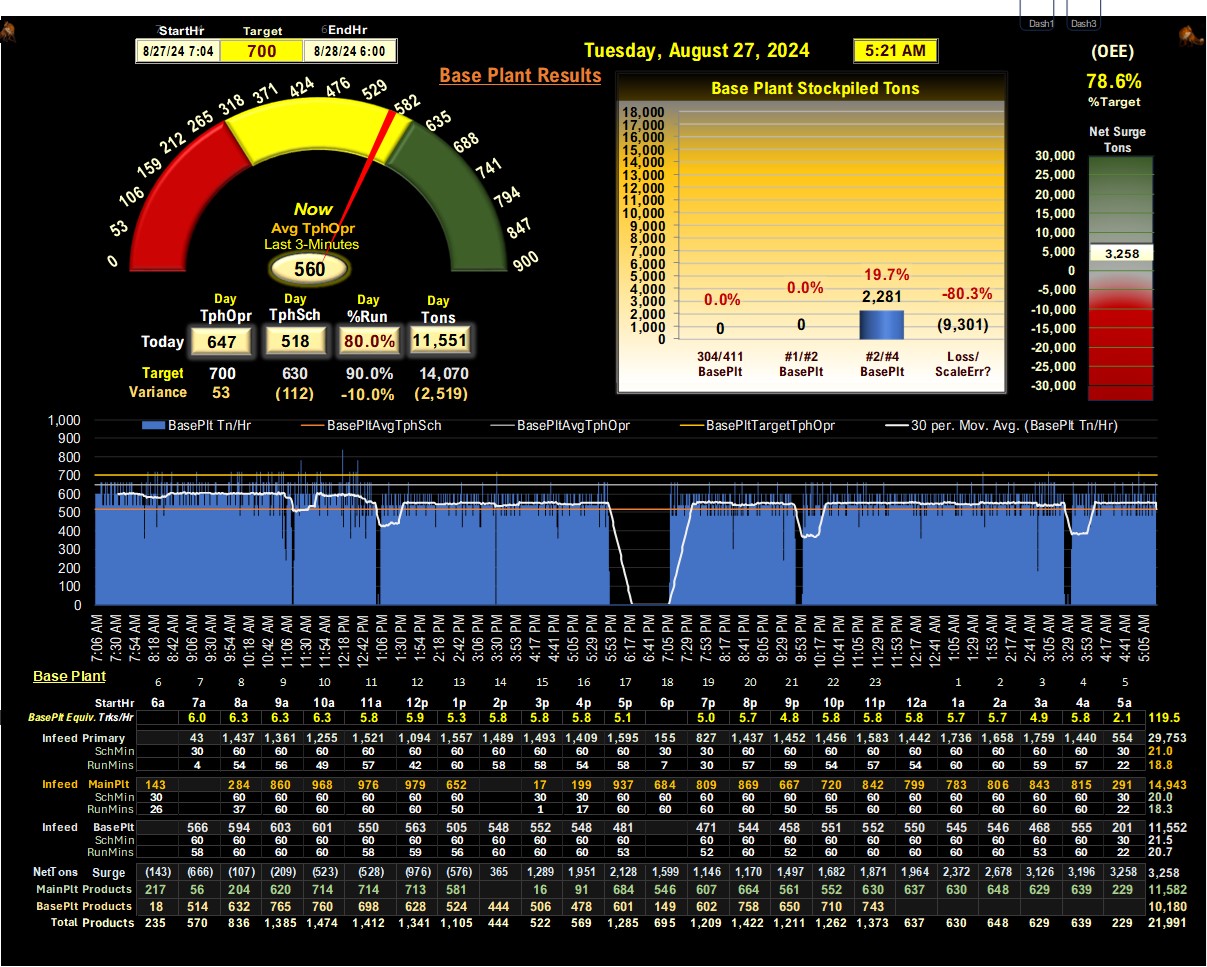 Dash1 Dash3
StartHr Target EndHr
8/27/24 7:04 700 8/28/24 6:00
Tuesday, August 27, 2024 5:21 AM
(OEE)
78.6%
%Target
Base Plant Results
Base Plant Stockpiled Tons
0 53 106 159 212 265 318 371 424 476 529 582 635 688 741 794 847 900
Now
Avg TphOpr
Last 3-Minutes
560
18,000
17,000
16,000
15,000
14,000
13,000
12,000
11,000
10,000
9,000
8,000
7,000
6,000
5,000
4,000
3,000
2,000
1,000
0
0.0% 0.0% 19.7% -80.3%
0 0 2,281 (9,301)
304/411 #1/#2 #2/#4 Loss/
BasePlt BasePlt BasePlt ScaleErr?
Net Surge
Tons
30,000
25,000
20,000
15,000
10,000
5,000
0
-5,000
-10,000
-15,000
-20,000
-25,000
-30,000
3,258
Day Day Day Day
TphOpr TphSch %Run Tons
Today 647 518 80.0% 11,551
Target 700 630 90.0% 14,070
Variance 53 (112) -10.0% (2,519)
BasePlt Tn/Hr BasePltAvgTphSch BasePltAvgTphOpr BasePltTargetTphOpr 30 per. Mov. Avg. (BasePlt Tn/Hr)
1,000
900
800
700
600
500
400
300
200
100
0
7:06 AM 7:30 AM 8:18 AM 8:42 AM 9:06 AM 9:30 AM 9:54 AM 10:18 AM 10:42 AM 11:06 AM 11:30 AM 11:54 AM 12:18 PM 12:42 PM 1:06 PM 1:54 PM 2:18 PM 2:42 PM 3:06 PM 3:30 PM 3:53 PM 4:17 PM 4:41 PM 5:05 PM 5:29 PM 5:53 PM 6:17 PM 6:41 PM 7:05 PM 7:29 PM 7:53 PM 8:17 PM 8:41 PM 9:05 PM 9:29 PM 9:53 PM 10:17 PM 10:41 PM 11:05 PM 11:29 PM 11:53 PM 12:17 AM 12:41 AM 1:05 AM 1:29 AM 1:53 AM 2:17 AM 2:41 AM 3:05 AM 3:29 AM 3:53 AM 4:17 AM 4:41 AM 5:05 AM
Base Plant
6 7 8 9 10 11 12 13 14 15 16 17 18 19 20 21 22 23 1 2 3 4 5
StartHr 6a 7a 8a 9a 10a 11a 12p 1p 2p 3p 4p 5p 6p 7p 8p 9p 10p 11p 12a 1a 2a 3a 4a 5a
BasePlt Equiv. Trks/Hr 6.0 6.3 6.3 6.3 5.8 5.9 5.3 5.8 5.8 5.8 5.1 5.0 5.7 4.8 5.8 5.8 5.8 5.7 5.7 4.9 5.8 2.1 119.5
Infeed Primary 43 1,437 1,361 1,255 1,521 1,094 1,557 1,489 1,493 1,409 1,595 155 827 1,437 1,452 1,456 1,583 1,442 1,736 1,658 1,759 1,440 554 29,753
SchMin 30 60 60 60 60 60 60 60 60 60 60 30 60 60 60 60 60 60 60 60 60 60 30 21.0
RunMins 4 54 56 49 57 42 60 58 58 54 58 7 30 57 59 54 57 54 60 60 59 57 22 18.8
Infeed MainPlt 143 284 860 968 976 979 652 17 199 937 684 809 869 667 720 842 799 783 806 843 815 291 14,943
SchMin 30 60 60 60 60 60 60 30 30 60 60 60 60 60 60 60 60 60 60 60 60 30 20.0
RunMins 26 37 60 60 60 60 50 1 17 60 60 60 60 50 55 60 60 60 60 60 60 22 18.3
Infeed BasePlt 566 594 603 601 550 563 505 548 552 548 481 471 544 458 551 552 550 545 546 468 555 201 11,552
SchMin 60 60 60 60 60 60 60 60 60 60 60 60 60 60 60 60 60 60 60 60 60 30 21.5
RunMins 58 60 60 60 58 59 56 60 60 60 53 52 60 52 60 60 60 60 60 53 60 22 20.7
NetTons Surge (143) (666) (107) (209) (523) (528) (976) (576) 365 1,289 1,951 2,128 1,599 1,146 1,170 1,497 1,682 1,871 1,964 2,372 2,678 3,126 3,196 3,258 3,258
MainPlt Products 217 56 204 620 714 714 713 581 16 91 684 546 607 664 561 552 630 637 630 648 629 639 229 11,582
BasePlt Products 18 514 632 765 760 698 628 524 444 506 478 601 149 602 758 650 710 743 10,180
Total Products 235 570 836 1,385 1,474 1,412 1,341 1,105 444 522 569 1,285 695 1,209 1,422 1,211 1,262 1,373 637 630 648 629 639 229 21,991